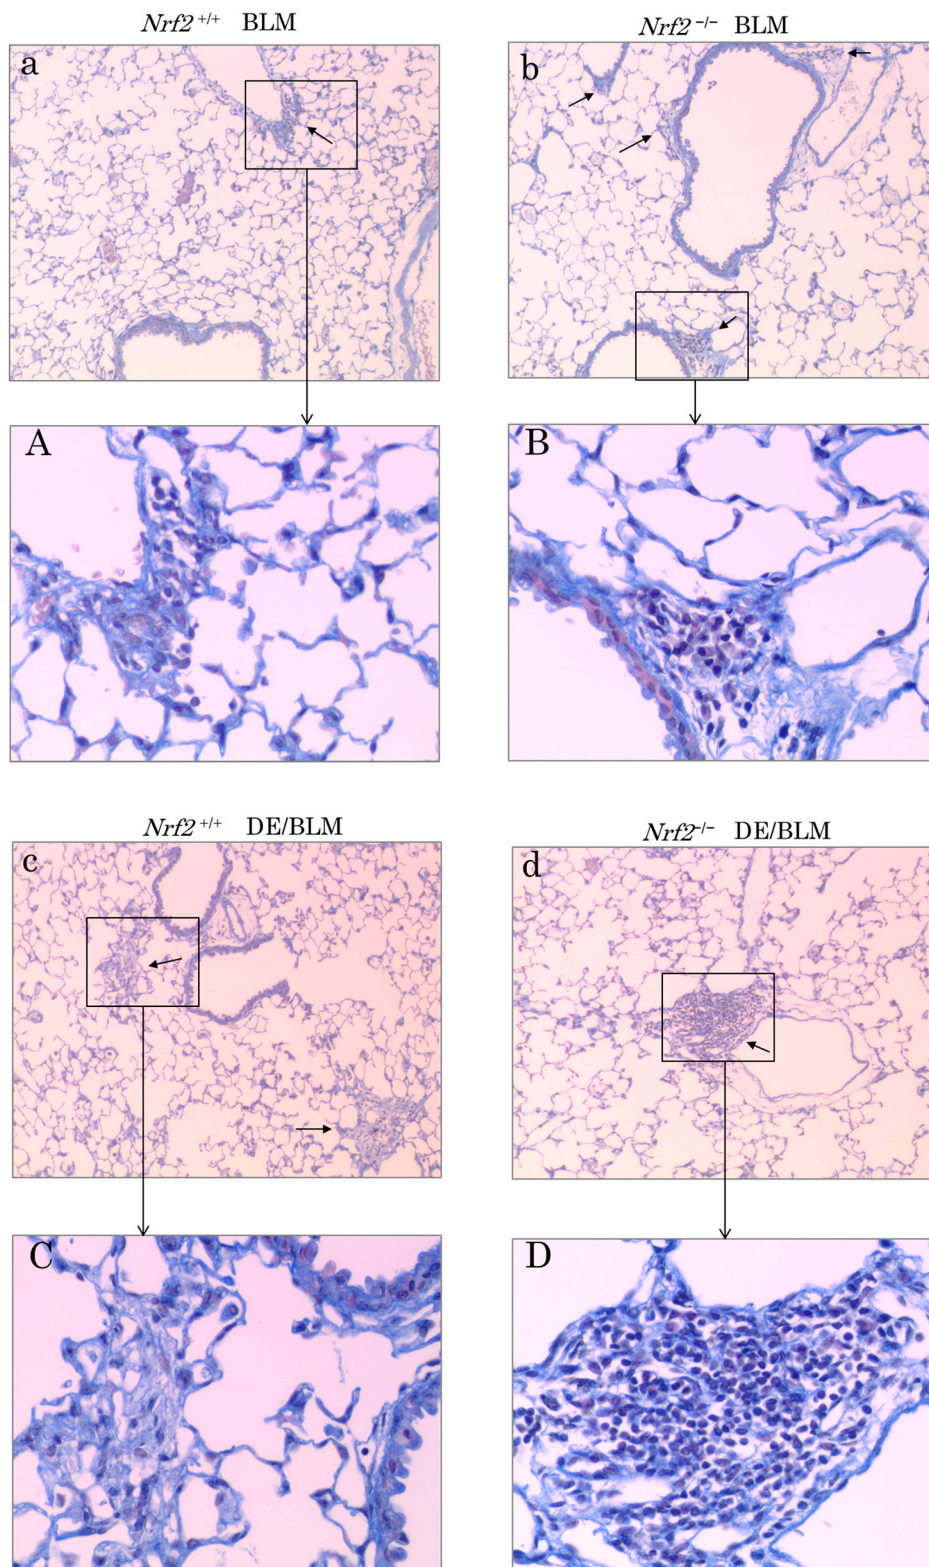 Nrf2 +/+ BLM
Nrf2 −/− BLM
a
b
A
B
Nrf2 +/+ DE/BLM
Nrf2 −/− DE/BLM
c
d
C
D